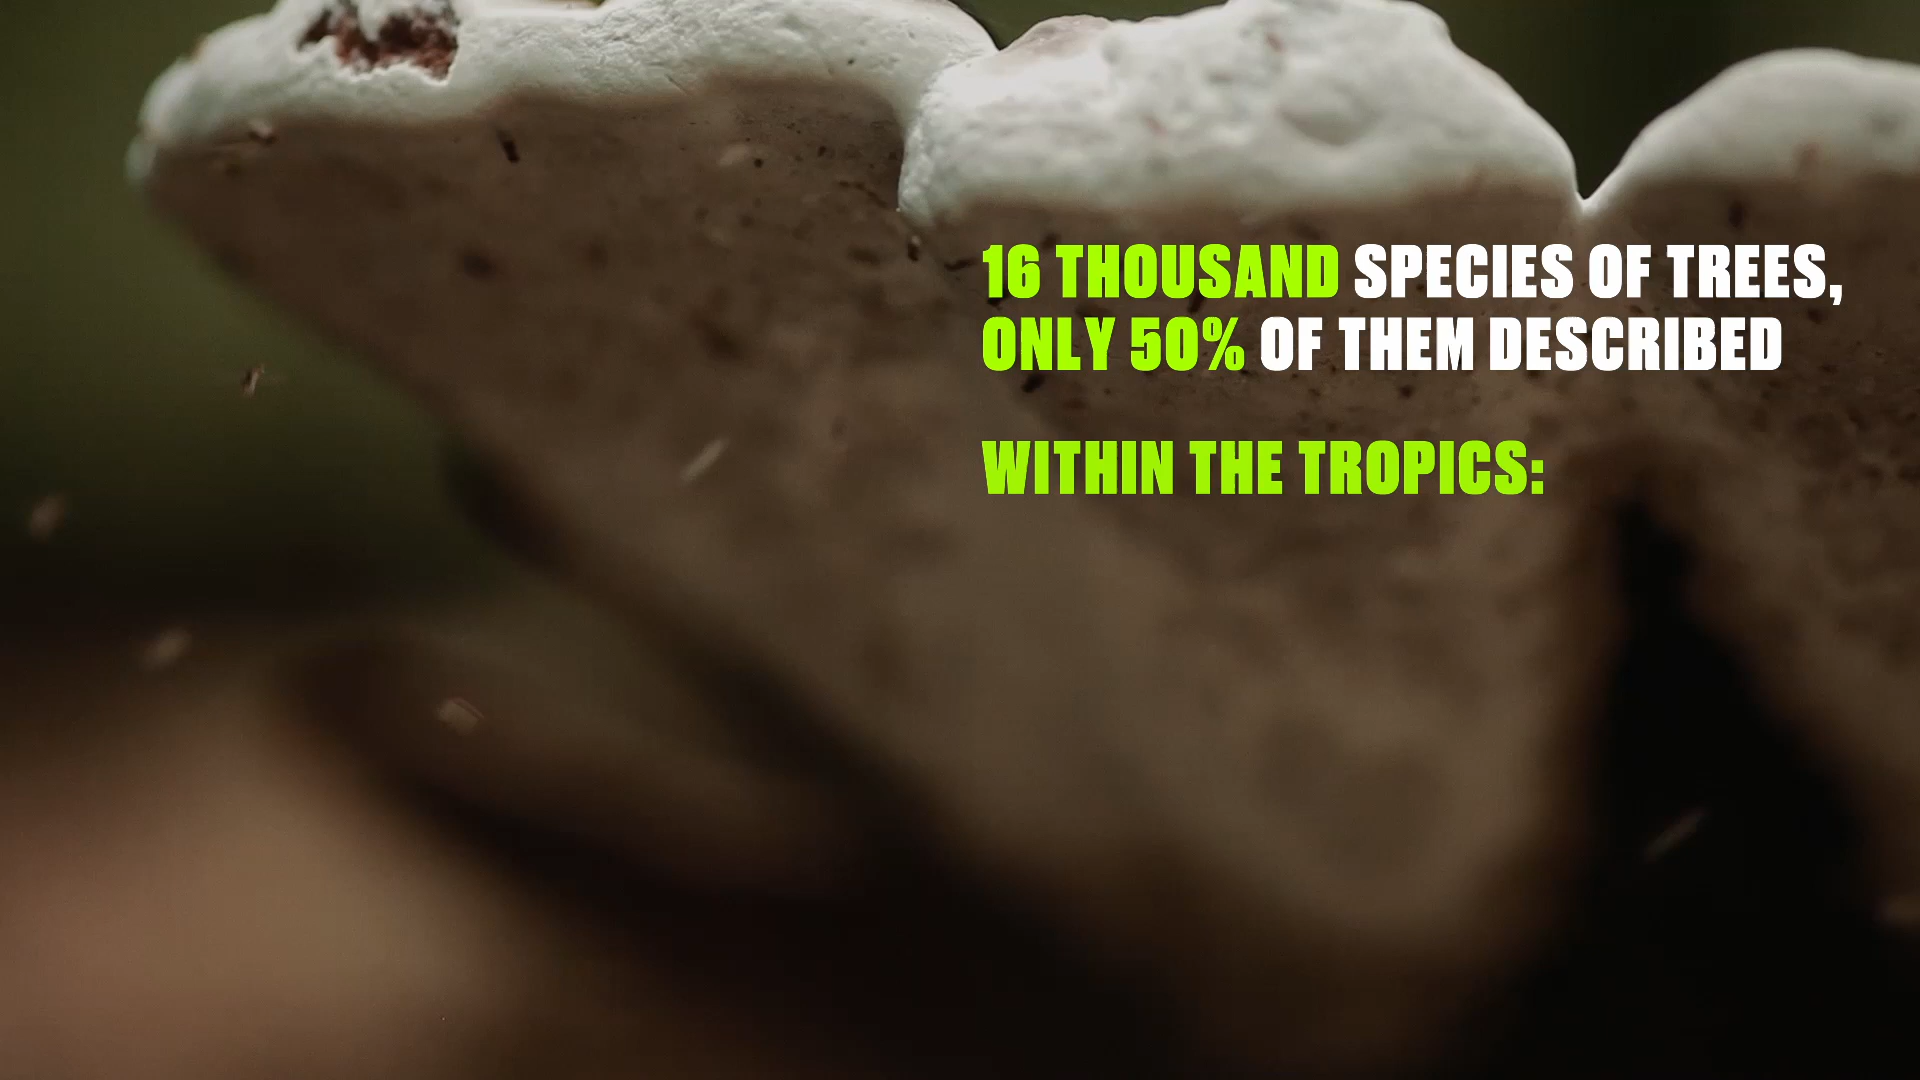 16 THOUSAND SPECIES OF TREES,
ONLY 50% OF THEM DESCRIBED
WITHIN THE TROPICS: